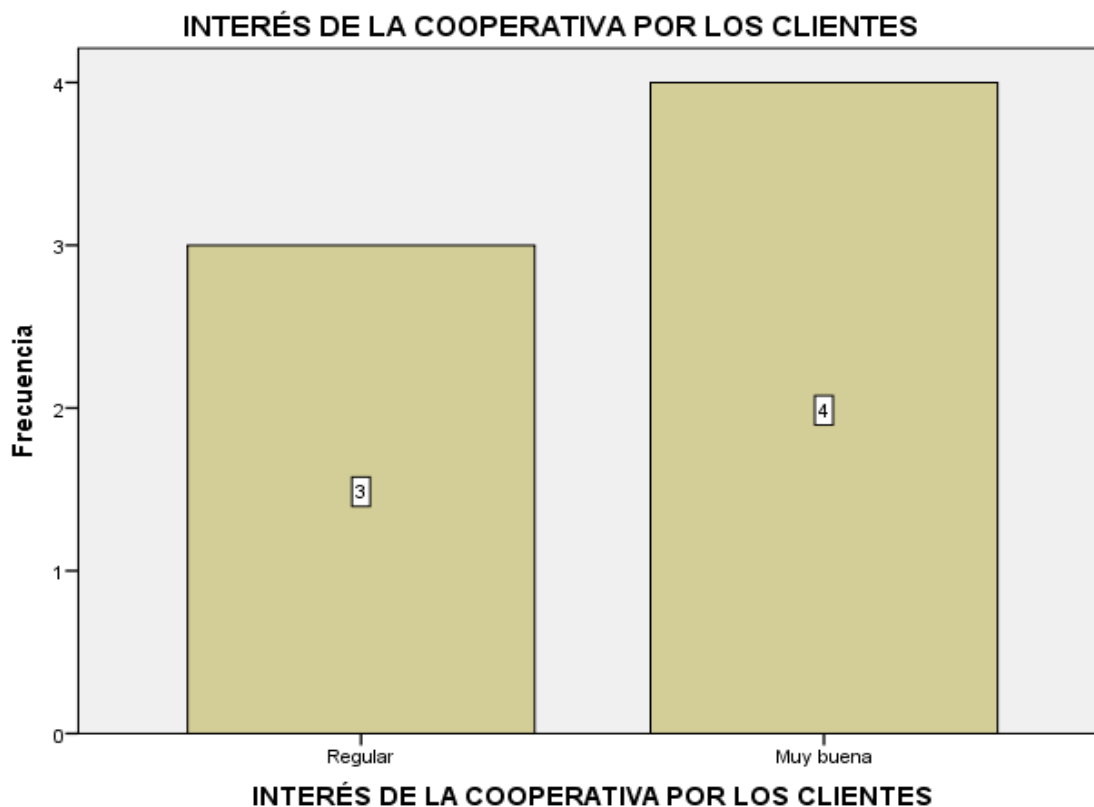 INTERÉS DE LA COOPERATIVA POR LOS CLIENTES
Frecuencia
4
3
2
1
0
3
4
Regular
Muy buena
INTERÉS DE LA COOPERATIVA POR LOS CLIENTES